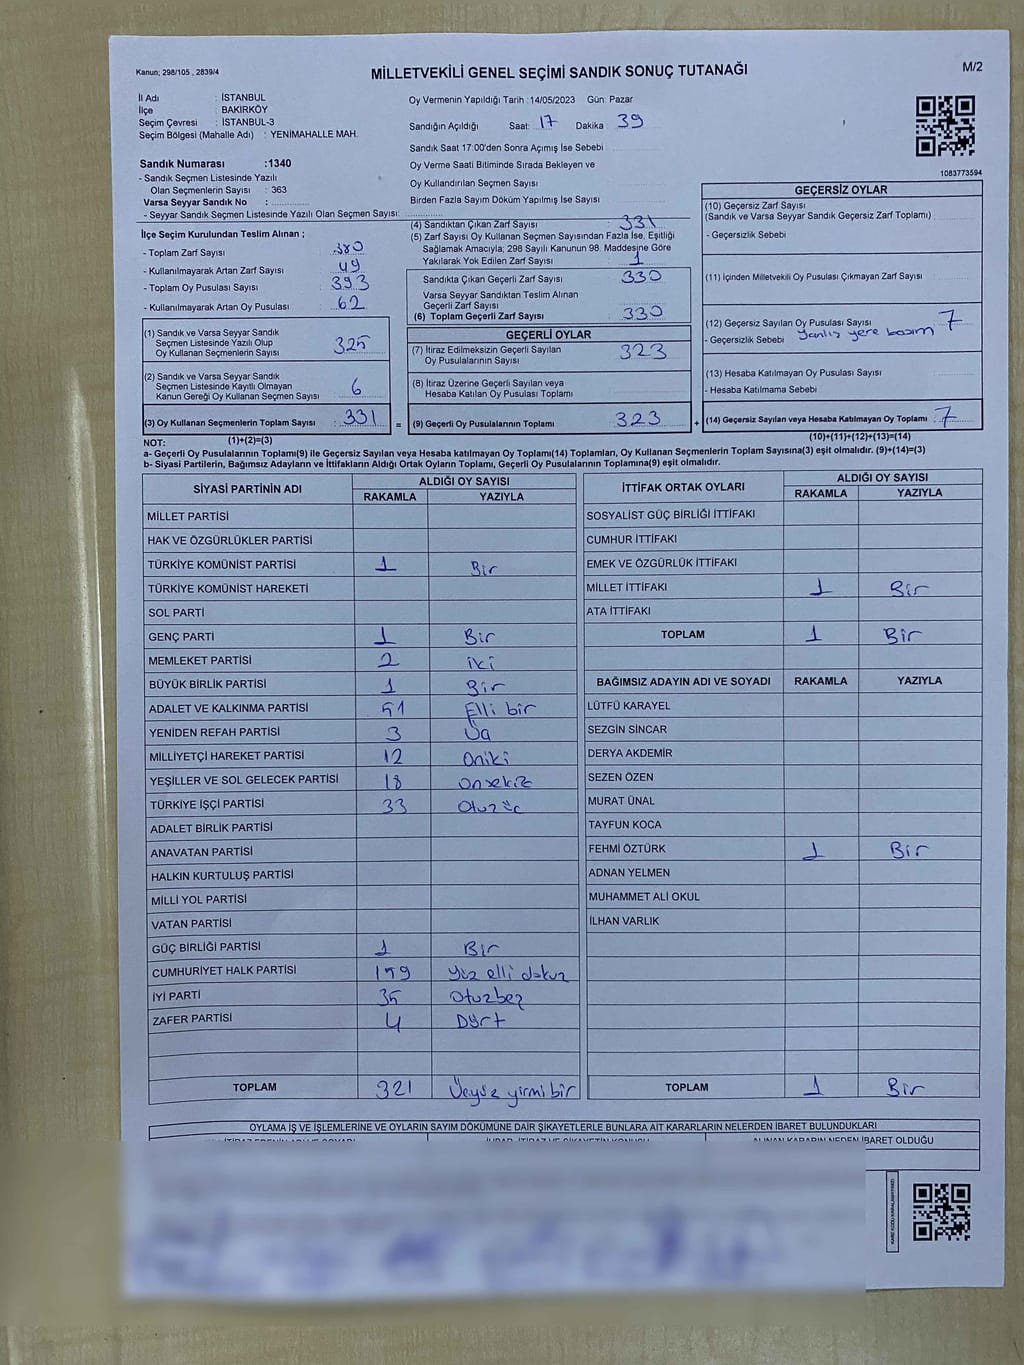 Kanun; 298/105 , 2839/4
MİLLETVEKİLİ GENEL SEÇİMİ SANDIK SONUÇ TUTANAĞI
M/2
İl Adı : İSTANBUL
İlçe : BAKIRKÖY
Seçim Çevresi : İSTANBUL-3
Seçim Bölgesi (Mahalle Adı) : YENİMAHALLE MAH.
Sandık Numarası :1340
- Sandık Seçmen Listesinde Yazılı
Olan Seçmenlerin Sayısı : 363
Varsa Seyyar Sandık No :
- Seyyar Sandık Seçmen Listesinde Yazılı Olan Seçmen Sayısı:
İlçe Seçim Kurulundan Teslim Alınan ;
- Toplam Zarf Sayısı : 380
- Kullanılmayarak Artan Zarf Sayısı : 49
- Toplam Oy Pusulası Sayısı : 393
- Kullanılmayarak Artan Oy Pusulası : 62
(1) Sandık ve Varsa Seyyar Sandık
Seçmen Listesinde Yazılı Olup
Oy Kullanan Seçmenlerin Sayısı : 325
(2) Sandık ve Varsa Seyyar Sandık
Seçmen Listesinde Kayıtlı Olmayan
Kanun Gereği Oy Kullanan Seçmen Sayısı : 6
(3) Oy Kullanan Seçmenlerin Toplam Sayısı : 331
(1)+(2)=(3)
Oy Vermenin Yapıldığı Tarih :14/05/2023 Gün: Pazar
Sandığın Açıldığı Saat: 17 Dakika 39
Sandık Saat 17:00'den Sonra Açımış İse Sebebi
Oy Verme Saati Bitiminde Sırada Bekleyen ve
Oy Kullandırılan Seçmen Sayısı
Birden Fazla Sayım Döküm Yapılmış İse Sayısı
(4) Sandıktan Çıkan Zarf Sayısı : 331
(5) Zarf Sayısı Oy Kullanan Seçmen Sayısından Fazla İse, Eşitliği
Sağlamak Amacıyla; 298 Sayılı Kanunun 98. Maddesine Göre
Yakılarak Yok Edilen Zarf Sayısı : 1
Sandıkta Çıkan Geçerli Zarf Sayısı 330
Varsa Seyyar Sandıktan Teslim Alınan
Geçerli Zarf Sayısı
(6) Toplam Geçerli Zarf Sayısı : 330
GEÇERLİ OYLAR
(7) İtiraz Edilmeksizin Geçerli Sayılan
Oy Pusulalarının Sayısı 323
(8) İtiraz Üzerine Geçerli Sayılan veya
Hesaba Katılan Oy Pusulası Toplamı
= (9) Geçerli Oy Pusulalarının Toplamı 323 +
1083773594
GEÇERSİZ OYLAR
(10) Geçersiz Zarf Sayısı
(Sandık ve Varsa Seyyar Sandık Geçersiz Zarf Toplamı)
- Geçersizlik Sebebi
(11) İçinden Milletvekili Oy Pusulası Çıkmayan Zarf Sayısı
(12) Geçersiz Sayılan Oy Pusulası Sayısı 7
- Geçersizlik Sebebi Yanlış yere basım
(13) Hesaba Katılmayan Oy Pusulası Sayısı
- Hesaba Katılmama Sebebi
(14) Geçersiz Sayılan veya Hesaba Katılmayan Oy Toplamı : 7
(10)+(11)+(12)+(13)=(14)
NOT:
a- Geçerli Oy Pusulalarının Toplamı(9) ile Geçersiz Sayılan veya Hesaba katılmayan Oy Toplamı(14) Toplamları, Oy Kullanan Seçmenlerin Toplam Sayısına(3) eşit olmalıdır. (9)+(14)=(3)
b- Siyasi Partilerin, Bağımsız Adayların ve İttifakların Aldığı Ortak Oyların Toplamı, Geçerli Oy Pusulalarının Toplamına(9) eşit olmalıdır.
SİYASİ PARTİNİN ADI
ALDIĞI OY SAYISI
RAKAMLA YAZIYLA
MİLLET PARTİSİ
HAK VE ÖZGÜRLÜKLER PARTİSİ
TÜRKİYE KOMÜNİST PARTİSİ 1 Bir
TÜRKİYE KOMÜNİST HAREKETİ
SOL PARTİ
GENÇ PARTİ 1 Bir
MEMLEKET PARTİSİ 2 iki
BÜYÜK BİRLİK PARTİSİ 1 Bir
ADALET VE KALKINMA PARTİSİ 51 Elli bir
YENİDEN REFAH PARTİSİ 3 Üç
MİLLİYETÇİ HAREKET PARTİSİ 12 Oniki
YEŞİLLER VE SOL GELECEK PARTİSİ 18 onsekiz
TÜRKİYE İŞÇİ PARTİSİ 33 Otuz üç
ADALET BİRLİK PARTİSİ
ANAVATAN PARTİSİ
HALKIN KURTULUŞ PARTİSİ
MİLLİ YOL PARTİSİ
VATAN PARTİSİ
GÜÇ BİRLİĞİ PARTİSİ 1 Bir
CUMHURİYET HALK PARTİSİ 159 Yüz elli dokuz
İYİ PARTİ 35 Otuzbeş
ZAFER PARTİSİ 4 Dört
TOPLAM 321 Üçyüz yirmi bir
İTTİFAK ORTAK OYLARI
ALDIĞI OY SAYISI
RAKAMLA YAZIYLA
SOSYALİST GÜÇ BİRLİĞİ İTTİFAKI
CUMHUR İTTİFAKI
EMEK VE ÖZGÜRLÜK İTTİFAKI
MİLLET İTTİFAKI 1 Bir
ATA İTTİFAKI
TOPLAM 1 Bir
BAĞIMSIZ ADAYIN ADI VE SOYADI RAKAMLA YAZIYLA
LÜTFÜ KARAYEL
SEZGİN SİNCAR
DERYA AKDEMİR
SEZEN ÖZEN
MURAT ÜNAL
TAYFUN KOCA
FEHMİ ÖZTÜRK 1 Bir
ADNAN YELMEN
MUHAMMET ALİ OKUL
İLHAN VARLIK
TOPLAM 1 Bir
OYLAMA İŞ VE İŞLEMLERİNE VE OYLARIN SAYIM DÖKÜMÜNE DAİR ŞİKAYETLERLE BUNLARA AİT KARARLARIN NELERDEN İBARET BULUNDUKLARI
ALINAN KARARIN NEDEN İBARET OLDUĞU